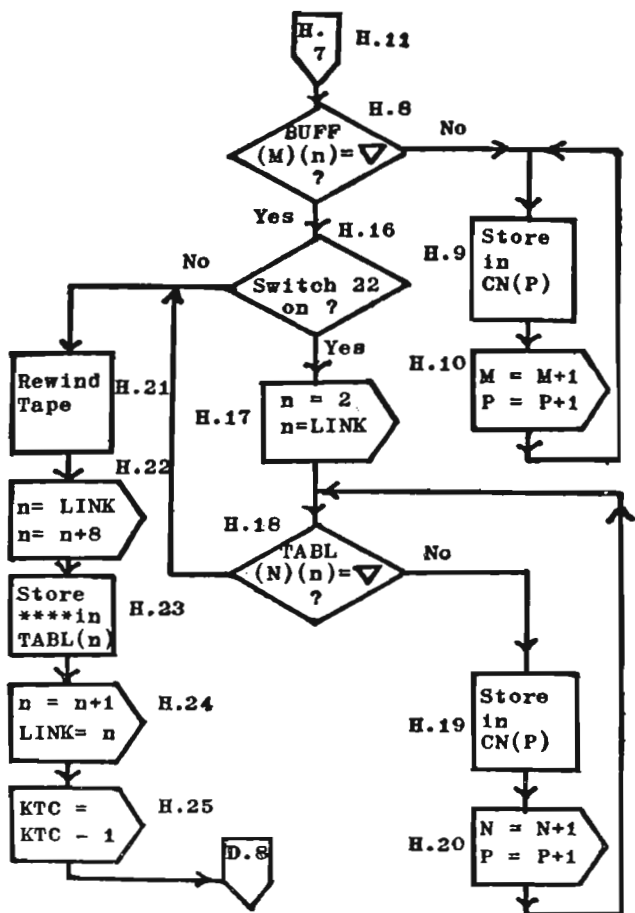 H.
7
H.11
H.8
BUFF
(M)(n)=▽
?
No
Yes
H.16
Switch 22
on ?
No
Yes
H.9
Store
in
CN(P)
H.10
M = M+1
P = P+1
Rewind
Tape
H.21
H.17
n = 2
n=LINK
H.22
n= LINK
n= n+8
H.18
TABL
(N)(n)=▽
?
No
Store
****in
TABL(n)
H.23
H.19
Store
in
CN(P)
n = n+1
LINK= n
H.24
KTC =
KTC - 1
H.25
H.20
N = N+1
P = P+1
D.8